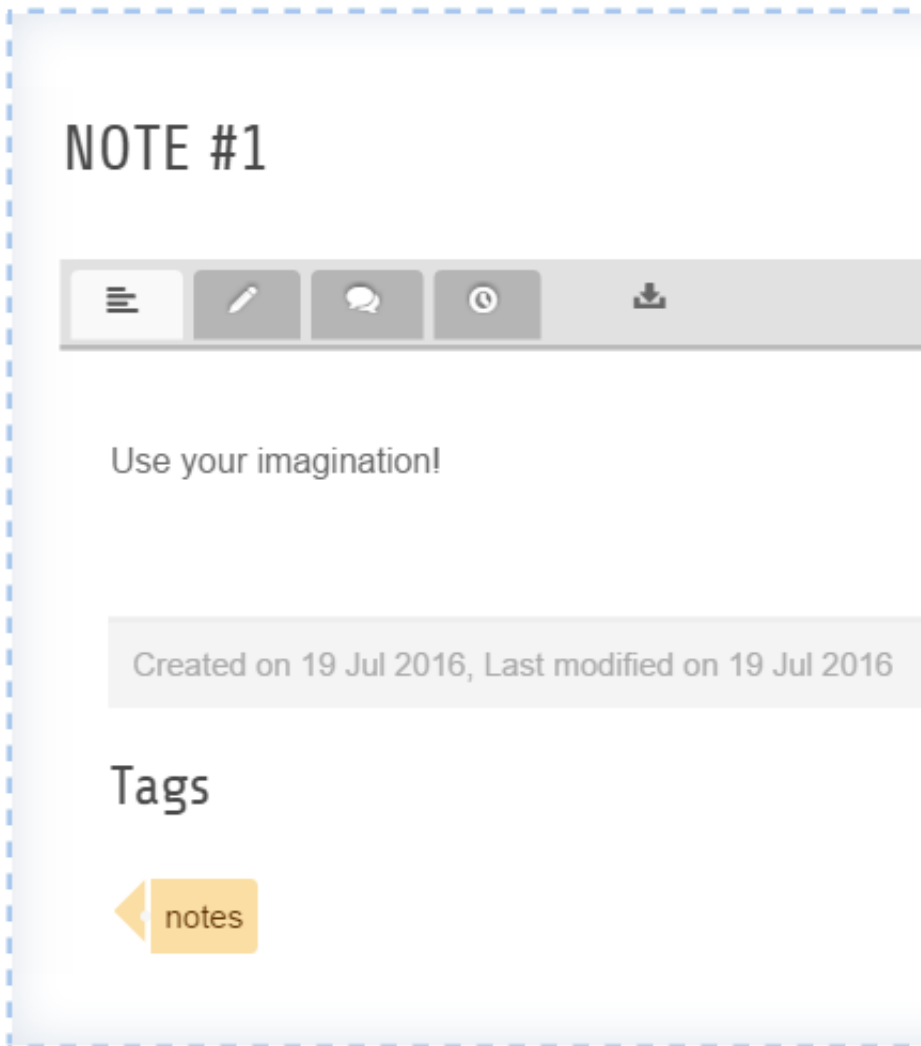 NOTE #1
Use your imagination!
Created on 19 Jul 2016, Last modified on 19 Jul 2016
Tags
notes